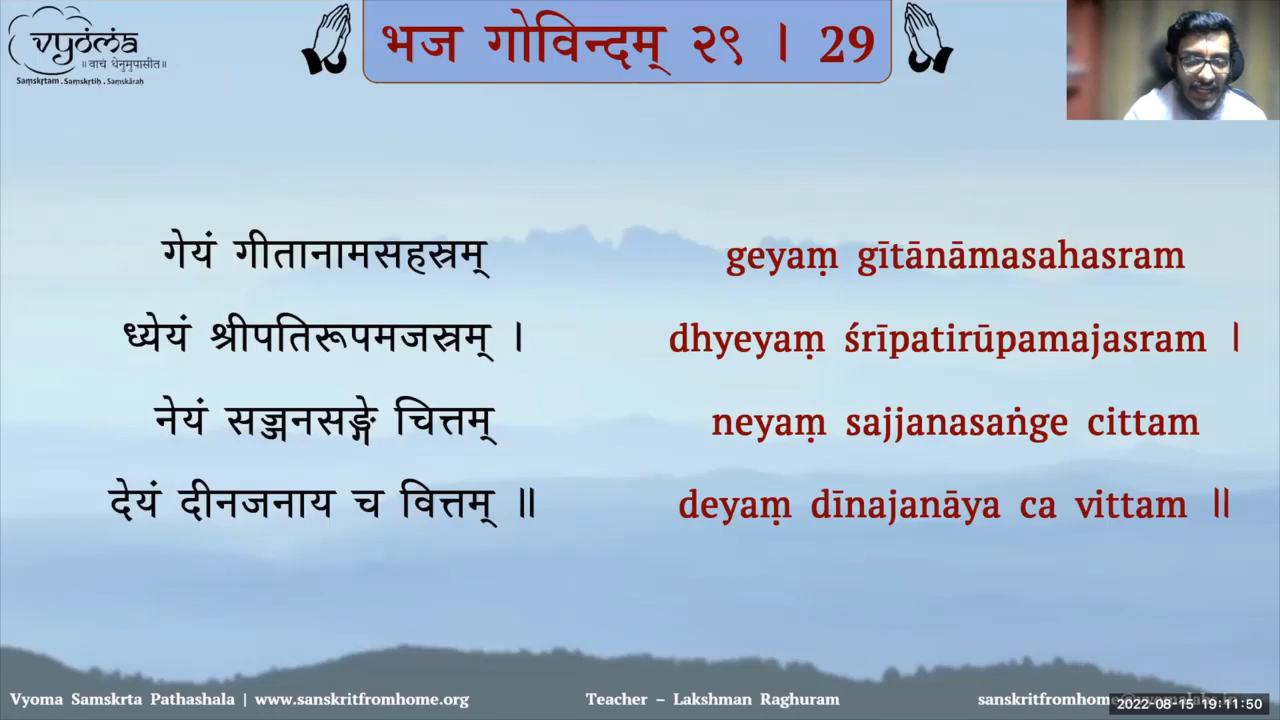 vyoma
॥ वाचं धेनुमुपासीत ॥
Saṃskṛtam . Saṃskṛtiḥ . Saṃskāraḥ
भज गोविन्दम् २९ । 29
गेयं गीतानामसहस्रम्
ध्येयं श्रीपतिरूपमजस्रम् ।
नेयं सज्जनसङ्गे चित्तम्
देयं दीनजनाय च वित्तम् ॥
geyaṃ gītānāmasahasram
dhyeyaṃ śrīpatirūpamajasram ।
neyaṃ sajjanasaṅge cittam
deyaṃ dīnajanāya ca vittam ॥
Vyoma Samskrta Pathashala | www.sanskritfromhome.org
Teacher – Lakshman Raghuram
sanskritfromhome
2022-08-15 19:11:50